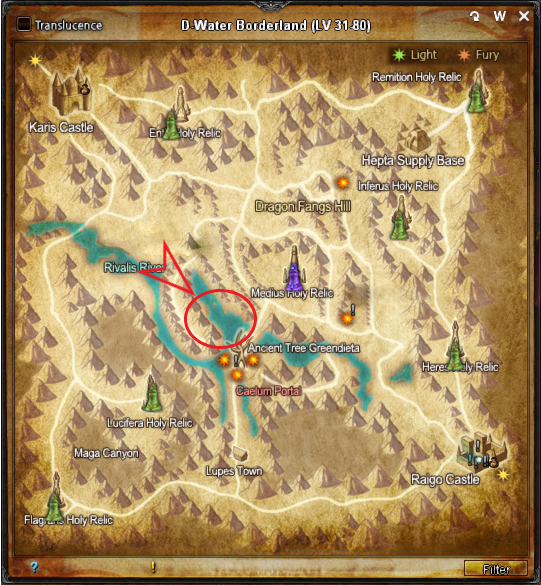 Translucence
D-Water Borderland (LV 31-80)
W
Light
Fury
Remition Holy Relic
Karis Castle
Holy Relic
Hepta Supply Base
Inferus Holy Relic
Dragon Fangs Hill
Rivalis River
Medius Holy Relic
!
Ancient Tree Greendieta
!
Holy Relic
Caelum Portal
Lucifera Holy Relic
Maga Canyon
Lupes Town
Raigo Castle
Holy Relic
? ! Filter